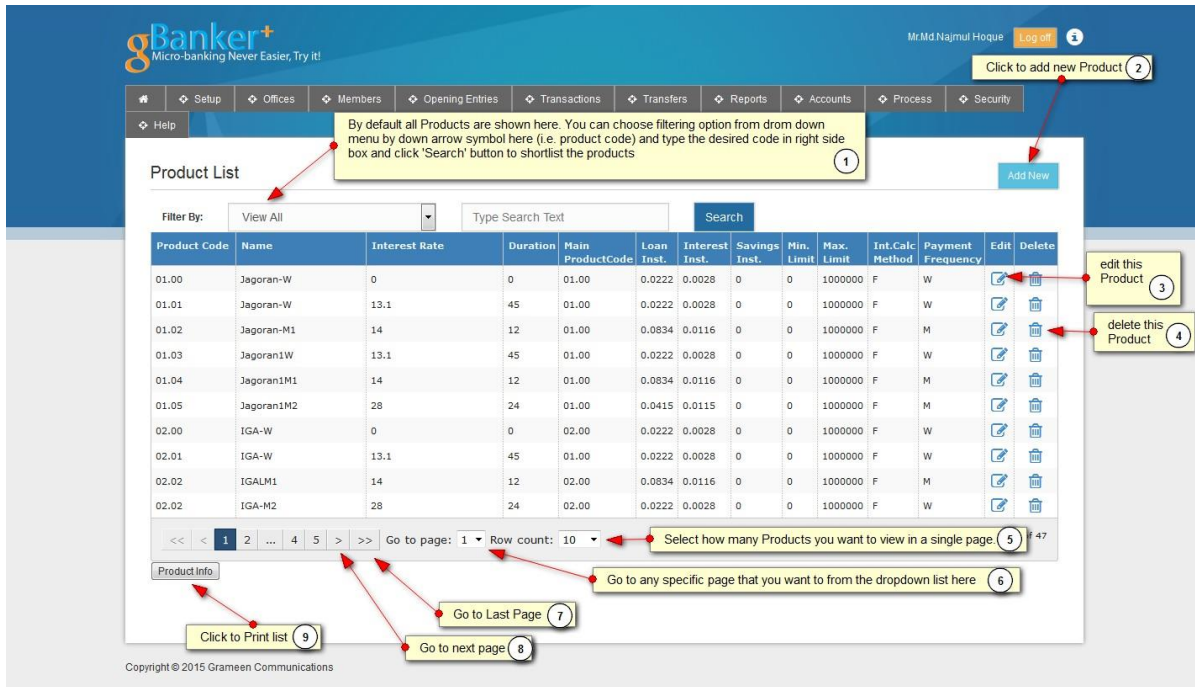 gBanker+
Micro-banking Never Easier, Try it!
Mr.Md.Najmul Hoque Log off i
Click to add new Product 2
Setup Offices Members Opening Entries Transactions Transfers Reports Accounts Process Security
Help
By default all Products are shown here. You can choose filtering option from drom down
menu by down arrow symbol here (i.e. product code) and type the desired code in right side
box and click 'Search' button to shortlist the products
1
Product List
Add New
Filter By: View All Type Search Text Search
Product Code Name Interest Rate Duration Main ProductCode Loan Inst. Interest Inst. Savings Inst. Min. Limit Max. Limit Int.Calc Method Payment Frequency Edit Delete
01.00 Jagoran-W 0 0 01.00 0.0222 0.0028 0 0 1000000 F W
edit this
Product 3
01.01 Jagoran-W 13.1 45 01.00 0.0222 0.0028 0 0 1000000 F W
01.02 Jagoran-M1 14 12 01.00 0.0834 0.0116 0 0 1000000 F M
delete this
Product 4
01.03 Jagoran1W 13.1 45 01.00 0.0222 0.0028 0 0 1000000 F W
01.04 Jagoran1M1 14 12 01.00 0.0834 0.0116 0 0 1000000 F M
01.05 Jagoran1M2 28 24 01.00 0.0415 0.0115 0 0 1000000 F M
02.00 IGA-W 0 0 02.00 0.0222 0.0028 0 0 1000000 F W
02.01 IGA-W 13.1 45 01.00 0.0222 0.0028 0 0 1000000 F W
02.02 IGALM1 14 12 02.00 0.0834 0.0116 0 0 1000000 F M
02.02 IGA-M2 28 24 02.00 0.0222 0.0028 0 0 1000000 F W
<< < 1 2 ... 4 5 > >> Go to page: 1 Row count: 10
Select how many Products you want to view in a single page. 5
of 47
Product Info
Go to any specific page that you want to from the dropdown list here 6
Go to Last Page 7
Click to Print list 9
Go to next page 8
Copyright © 2015 Grameen Communications